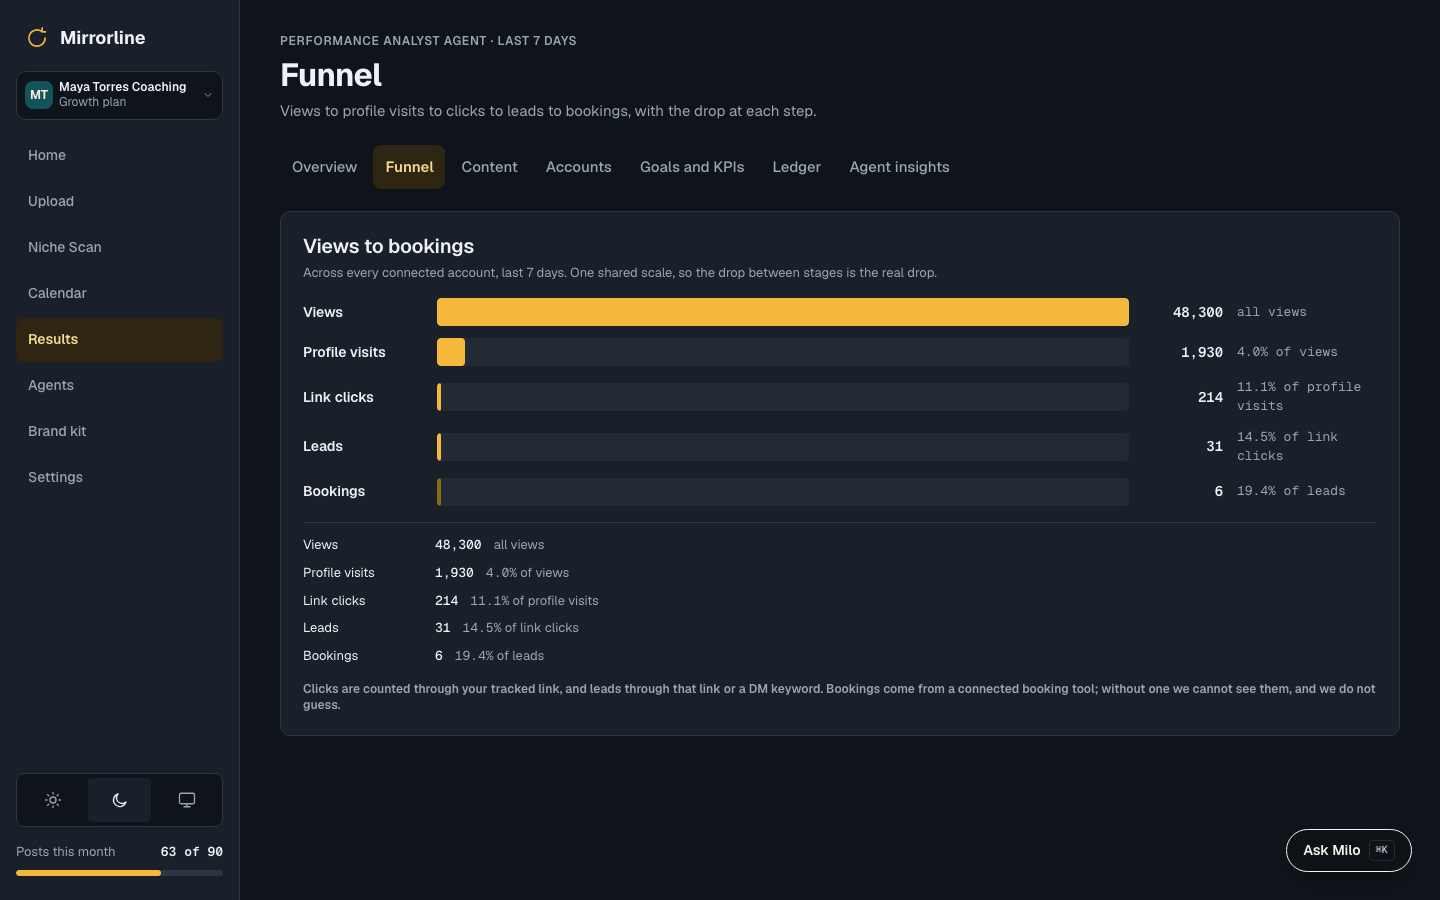 Mirrorline
MT
Maya Torres Coaching
Growth plan
Home
Upload
Niche Scan
Calendar
Results
Agents
Brand kit
Settings
Posts this month
63 of 90
PERFORMANCE ANALYST AGENT · LAST 7 DAYS
Funnel
Views to profile visits to clicks to leads to bookings, with the drop at each step.
Overview
Funnel
Content
Accounts
Goals and KPIs
Ledger
Agent insights
Views to bookings
Across every connected account, last 7 days. One shared scale, so the drop between stages is the real drop.
Views 48,300 all views
Profile visits 1,930 4.0% of views
Link clicks 214 11.1% of profile
visits
Leads 31 14.5% of link
clicks
Bookings 6 19.4% of leads
Views 48,300 all views
Profile visits 1,930 4.0% of views
Link clicks 214 11.1% of profile visits
Leads 31 14.5% of link clicks
Bookings 6 19.4% of leads
Clicks are counted through your tracked link, and leads through that link or a DM keyword. Bookings come from a connected booking tool; without one we cannot see them, and we do not
guess.
Ask Milo ⌘K